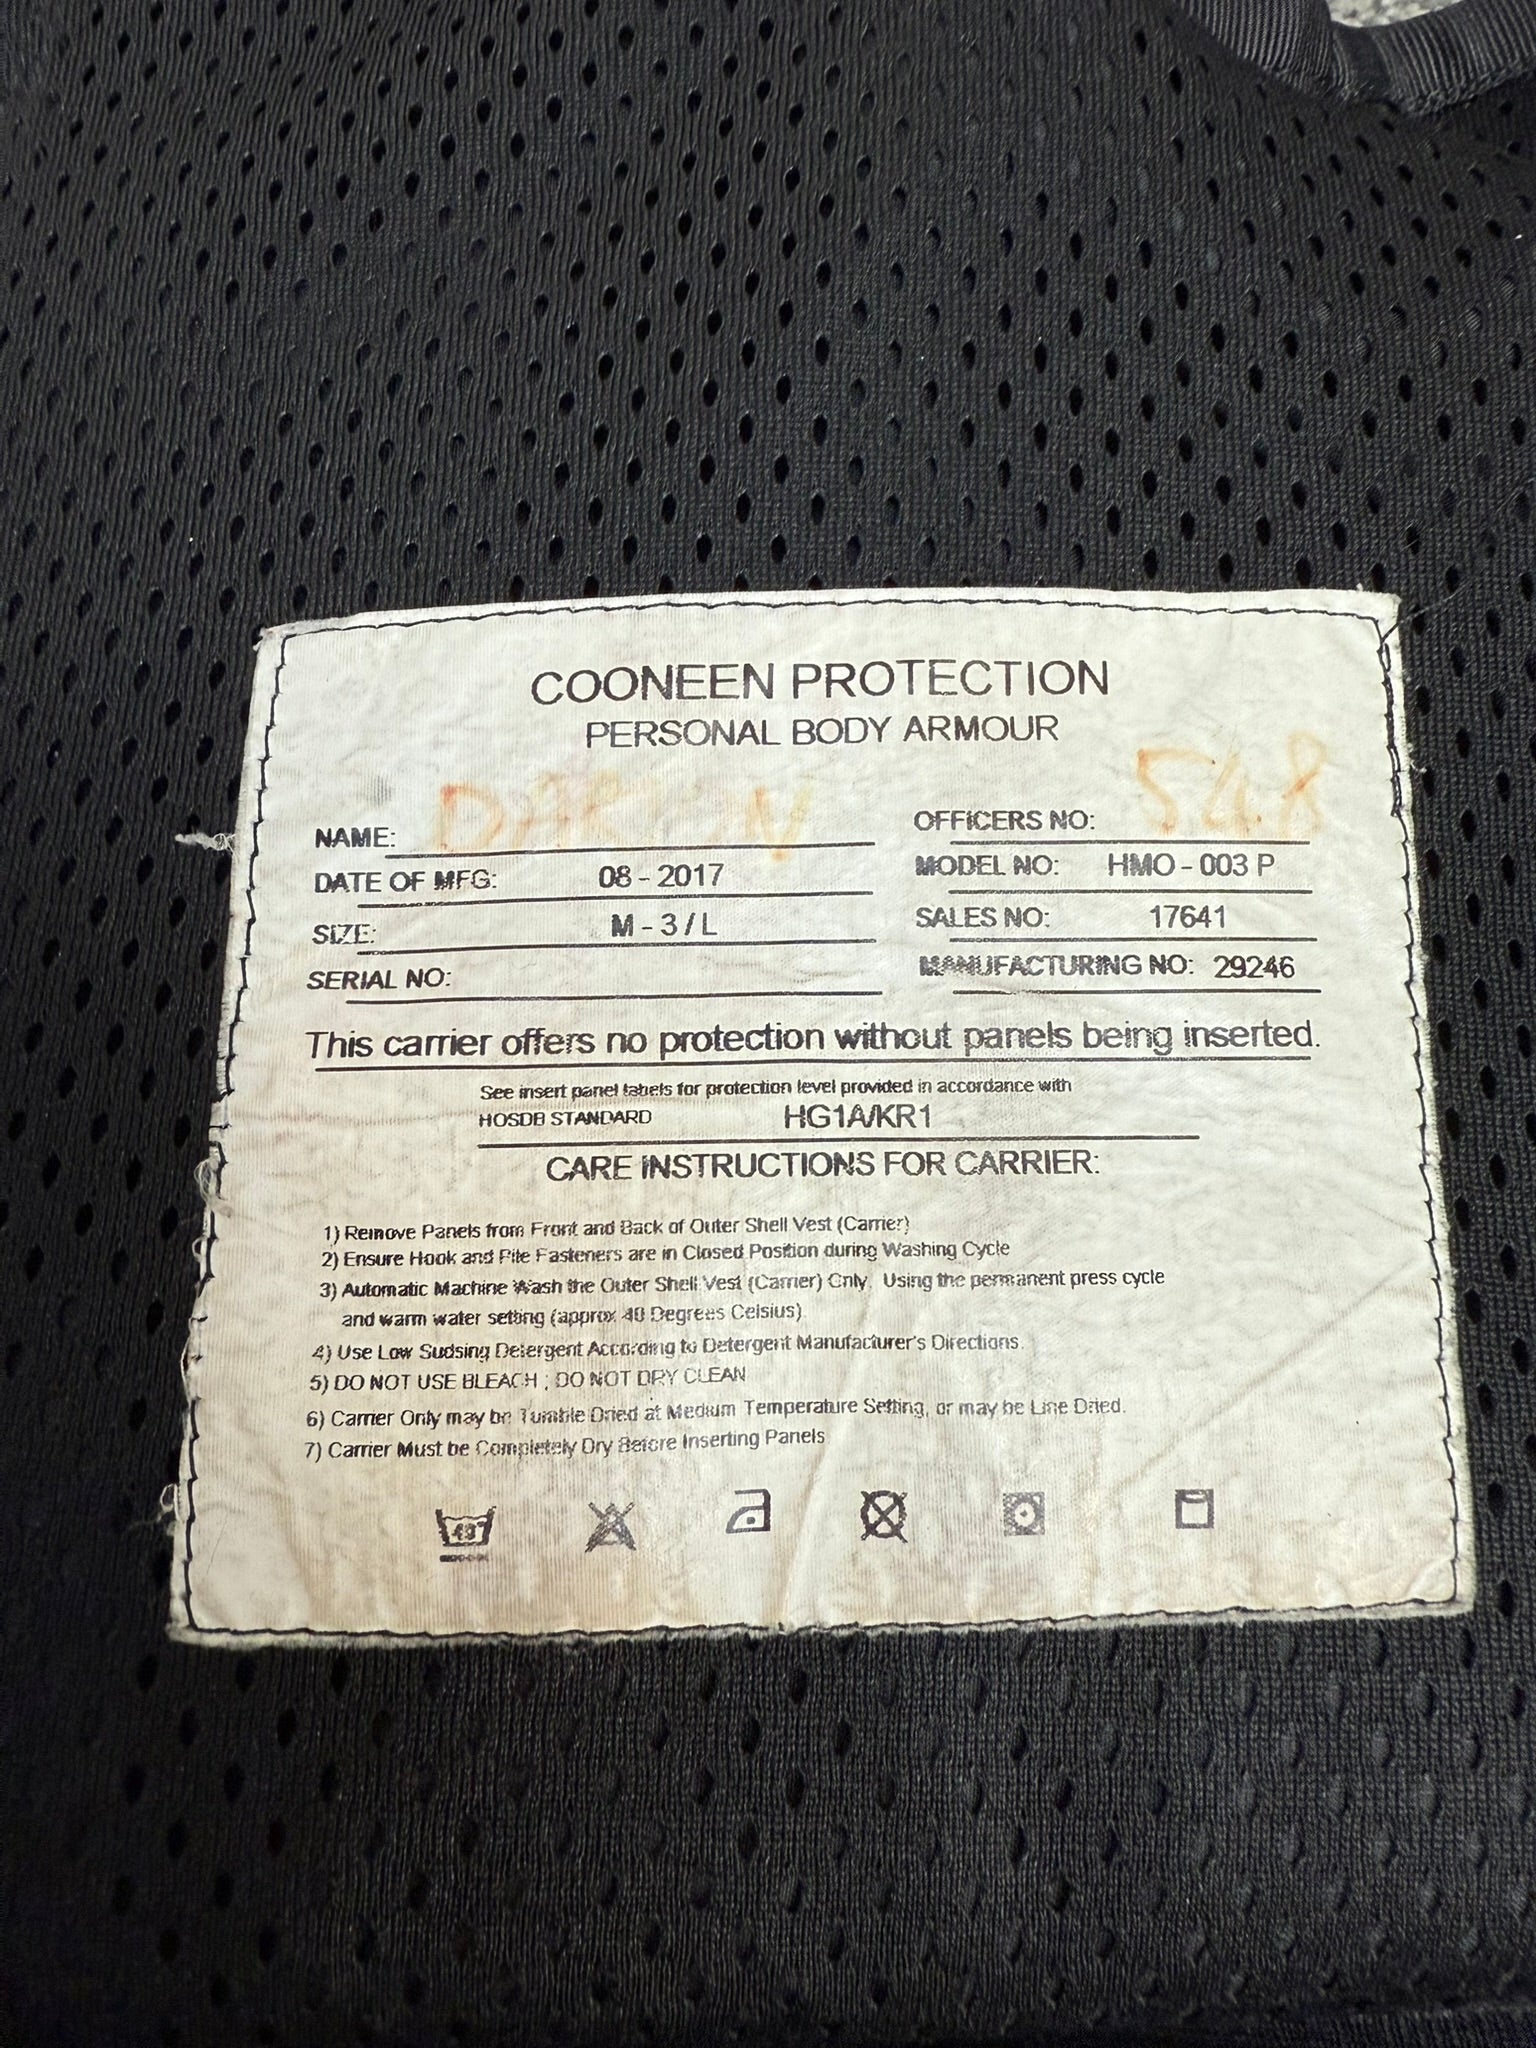 COONEEN PROTECTION
PERSONAL BODY ARMOUR
NAME:
OFFICERS NO:
DATE OF MFG: 08 - 2017
MODEL NO: HMO - 003 P
SIZE: M - 3 / L
SALES NO: 17641
SERIAL NO:
MANUFACTURING NO: 29246
This carrier offers no protection without panels being inserted.
See insert panel labels for protection level provided in accordance with
HOSDB STANDARD HG1A/KR1
CARE INSTRUCTIONS FOR CARRIER:
1) Remove Panels from Front and Back of Outer Shell Vest (Carrier)
2) Ensure Hook and Pile Fasteners are in Closed Position during Washing Cycle
3) Automatic Machine Wash the Outer Shell Vest (Carrier) Only. Using the permanent press cycle
and warm water setting (approx 40 Degrees Celsius)
4) Use Low Sudsing Detergent According to Detergent Manufacturer's Directions.
5) DO NOT USE BLEACH ; DO NOT DRY CLEAN
6) Carrier Only may be Tumble Dried at Medium Temperature Setting, or may be Line Dried.
7) Carrier Must be Completely Dry Before Inserting Panels
40°